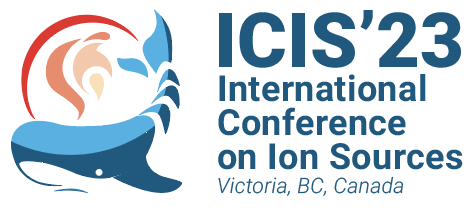 ICIS’23
International
Conference
on Ion Sources
Victoria, BC, Canada